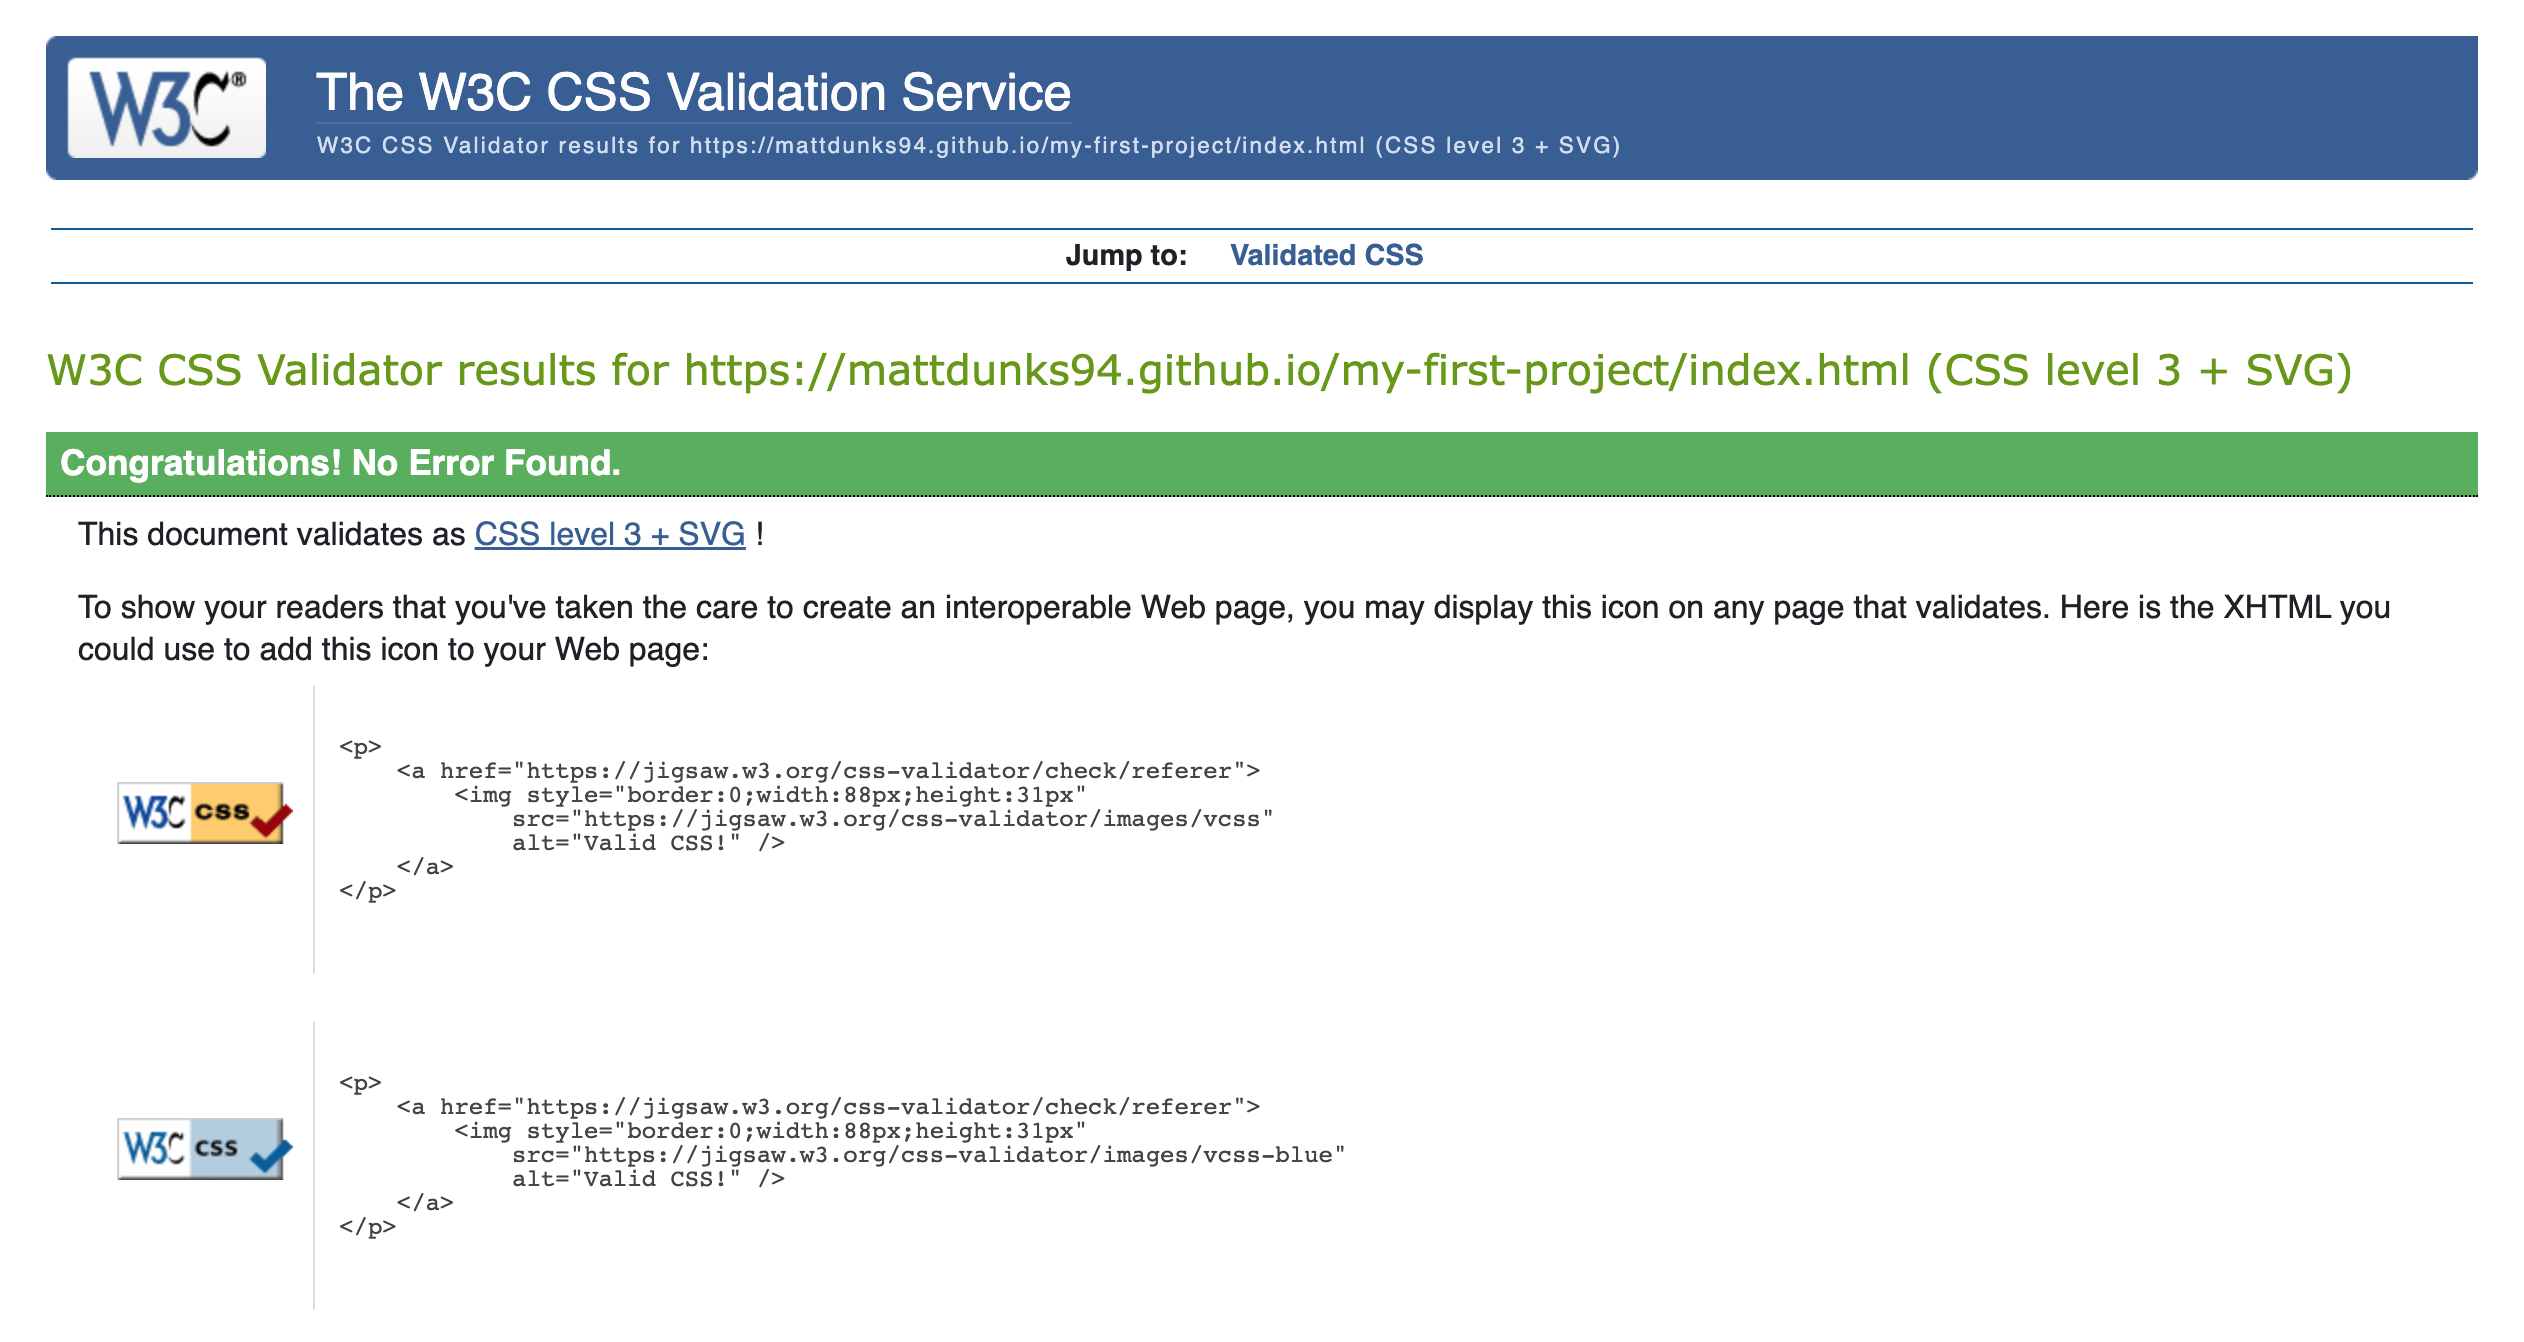 W3C®
The W3C CSS Validation Service
W3C CSS Validator results for https://mattdunks94.github.io/my-first-project/index.html (CSS level 3 + SVG)
Jump to: Validated CSS
W3C CSS Validator results for https://mattdunks94.github.io/my-first-project/index.html (CSS level 3 + SVG)
Congratulations! No Error Found.
This document validates as CSS level 3 + SVG !
To show your readers that you've taken the care to create an interoperable Web page, you may display this icon on any page that validates. Here is the XHTML you
could use to add this icon to your Web page:
W3C css
<p>
    <a href="https://jigsaw.w3.org/css-validator/check/referer">
        <img style="border:0;width:88px;height:31px"
            src="https://jigsaw.w3.org/css-validator/images/vcss"
            alt="Valid CSS!" />
    </a>
</p>
W3C css
<p>
    <a href="https://jigsaw.w3.org/css-validator/check/referer">
        <img style="border:0;width:88px;height:31px"
            src="https://jigsaw.w3.org/css-validator/images/vcss-blue"
            alt="Valid CSS!" />
    </a>
</p>